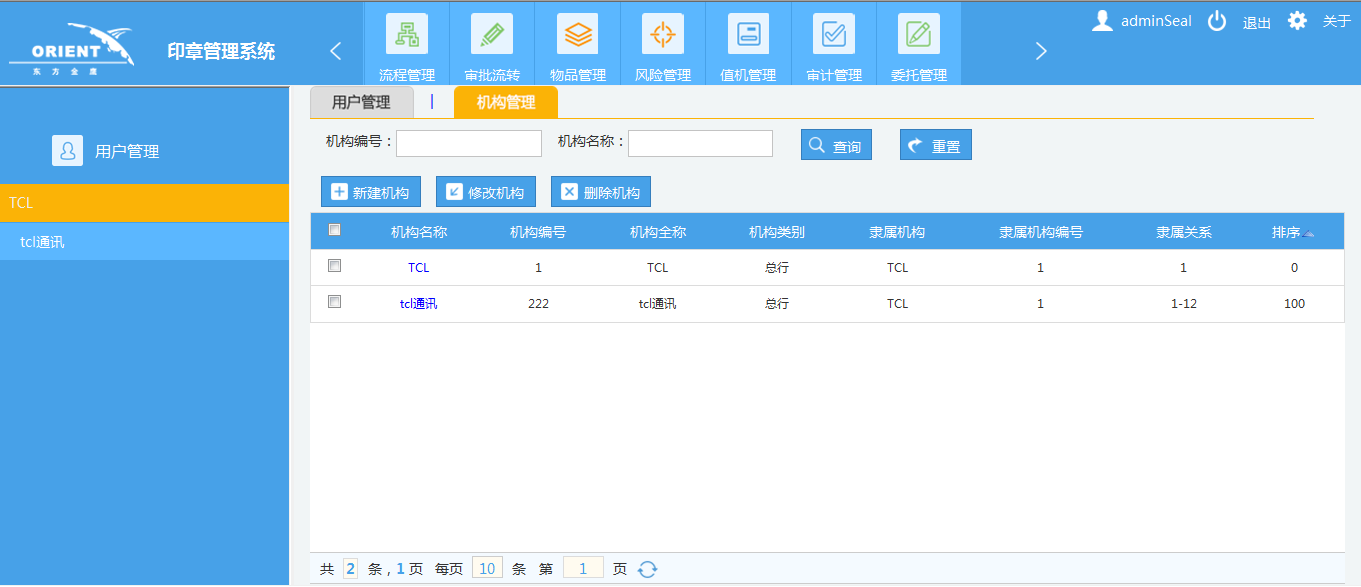 ORIENT
东方金鹰
印章管理系统
流程管理 审批流转 物品管理 风险管理 值机管理 审计管理 委托管理
adminSeal 退出 关于
用户管理
TCL
tcl通讯
用户管理 | 机构管理
机构编号： 机构名称： 查询 重置
新建机构 修改机构 删除机构
机构名称 机构编号 机构全称 机构类别 隶属机构 隶属机构编号 隶属关系 排序
TCL 1 TCL 总行 TCL 1 1 0
tcl通讯 222 tcl通讯 总行 TCL 1 1-12 100
共 2 条，1 页 每页 10 条 第 1 页